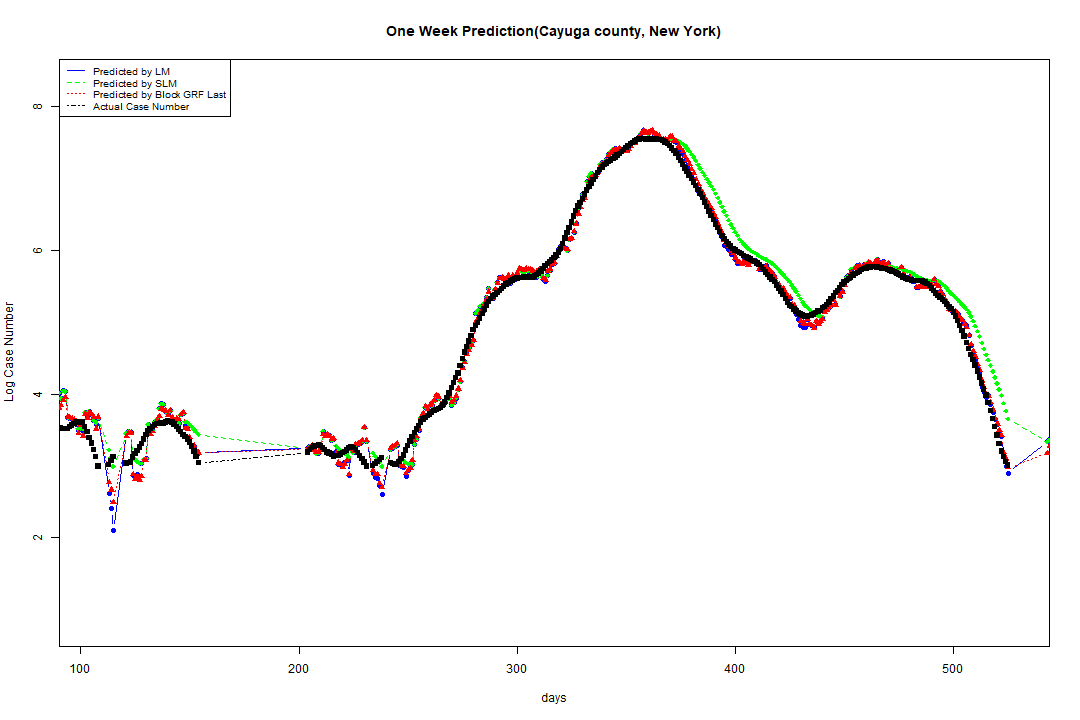 One Week Prediction(Cayuga county, New York)
Predicted by LM
Predicted by SLM
Predicted by Block GRF Last
Actual Case Number
8
6
4
2
Log Case Number
100 200 300 400 500
days